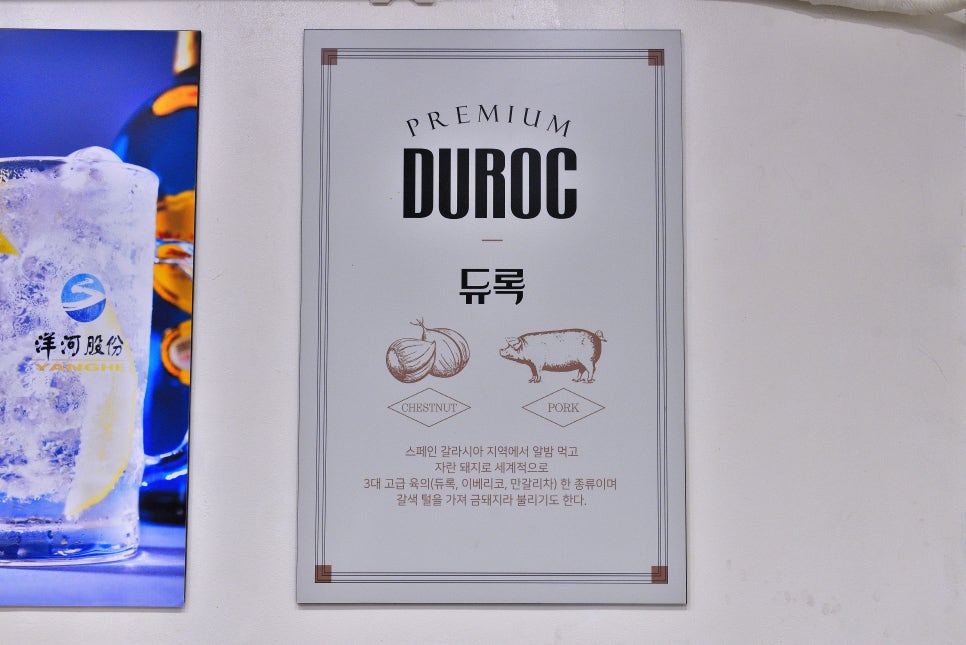 洋河股份
YANGHE
PREMIUM
DUROC
듀록
CHESTNUT
PORK
스페인 갈라시아 지역에서 알밤 먹고
자란 돼지로 세계적으로
3대 고급 육의(듀록, 이베리코, 만갈리차) 한 종류이며
갈색 털을 가져 금돼지라 불리기도 한다.